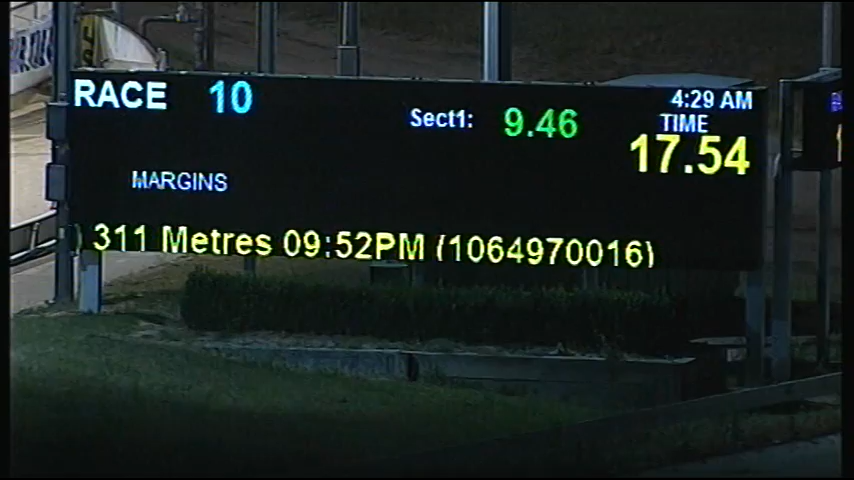 RACE 10 Sect1: 9.46 4:29 AM
TIME
17.54
MARGINS
) 311 Metres 09:52PM (1064970016)